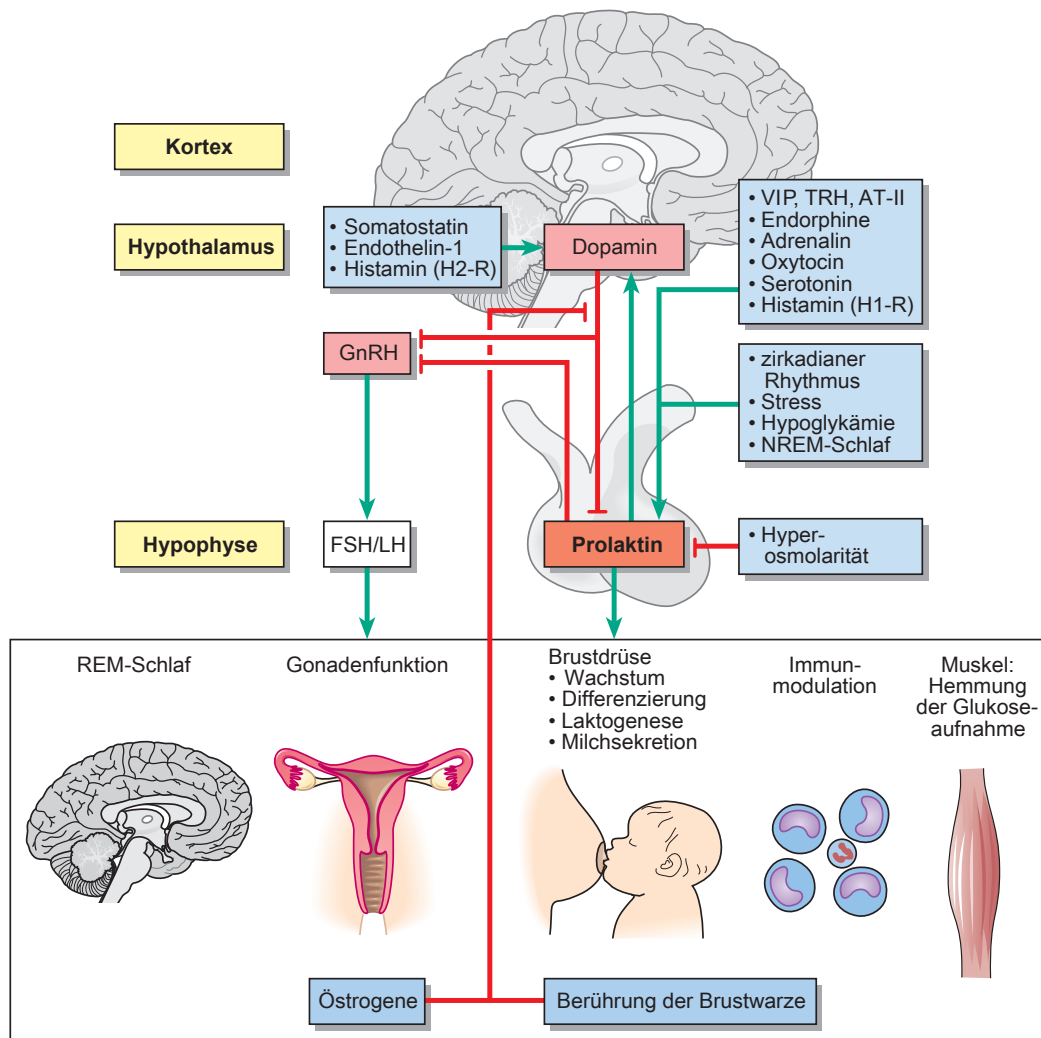 Kortex
Hypothalamus
• Somatostatin
• Endothelin-1
• Histamin (H2-R)
Dopamin
• VIP, TRH, AT-II
• Endorphine
• Adrenalin
• Oxytocin
• Serotonin
• Histamin (H1-R)
GnRH
• zirkadianer
Rhythmus
• Stress
• Hypoglykämie
• NREM-Schlaf
Hypophyse
FSH/LH
Prolaktin
• Hyper-
osmolarität
REM-Schlaf
Gonadenfunktion
Brustdrüse
• Wachstum
• Differenzierung
• Laktogenese
• Milchsekretion
Immun-
modulation
Muskel:
Hemmung
der Glukose-
aufnahme
Östrogene
Berührung der Brustwarze